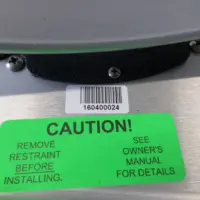 160400024
CAUTION!
REMOVE
RESTRAINT
BEFORE
INSTALLING.
SEE
OWNER'S
MANUAL
FOR DETAILS